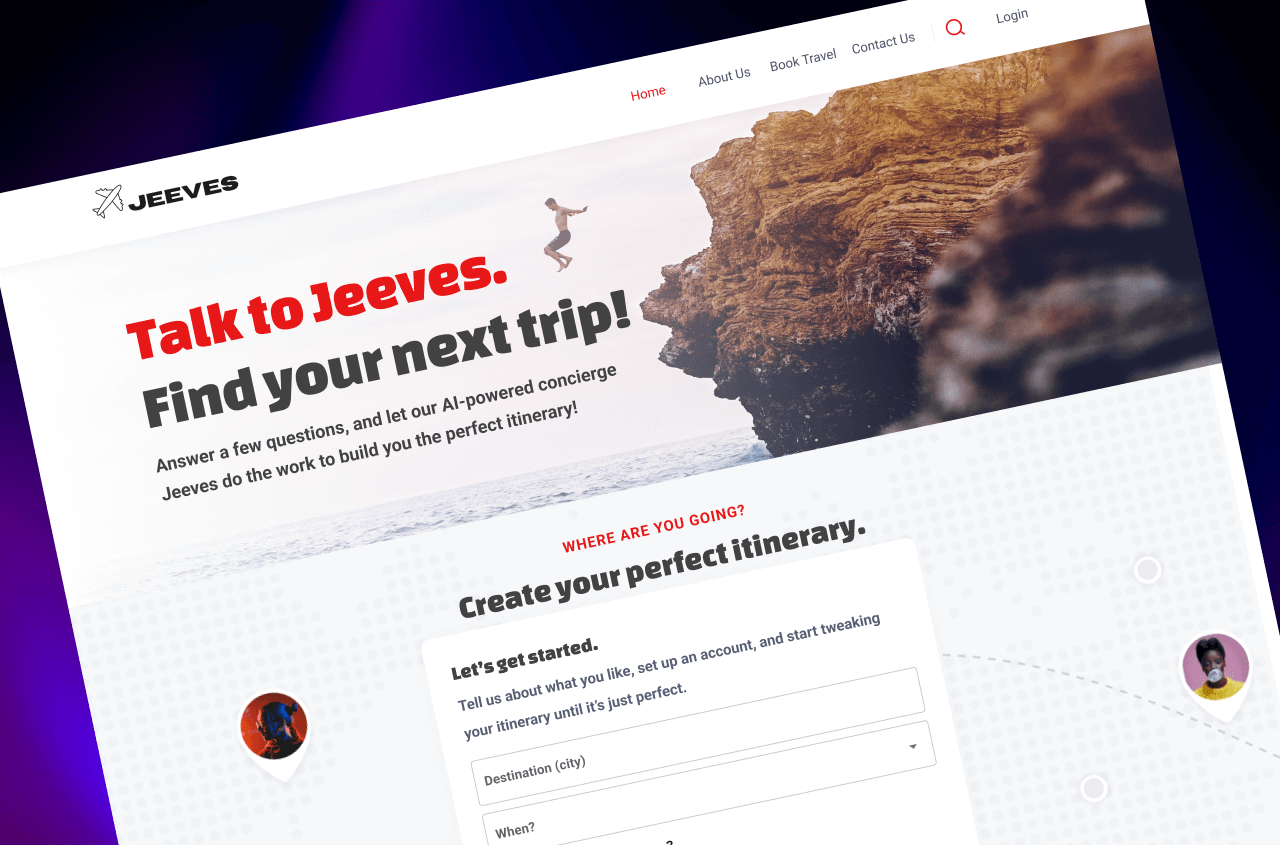 Home
About Us
Book Travel
Contact Us
Login
JEEVES
Talk to Jeeves.
Find your next trip!
Answer a few questions, and let our AI-powered concierge
Jeeves do the work to build you the perfect itinerary!
WHERE ARE YOU GOING?
Create your perfect itinerary.
Let's get started.
Tell us about what you like, set up an account, and start tweaking
your itinerary until it's just perfect.
Destination (city)
When?